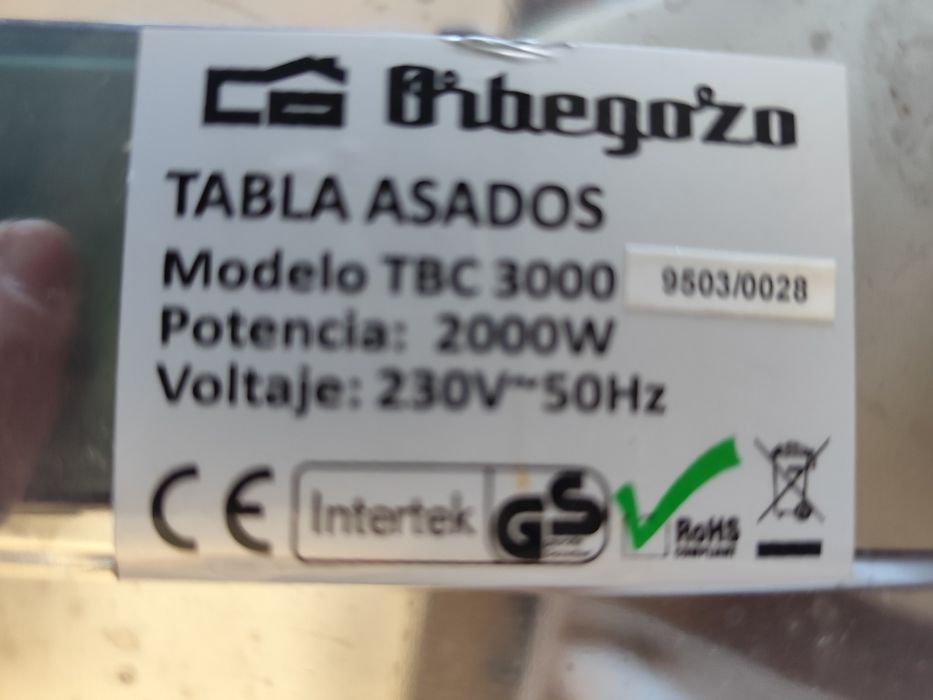 Orbegozo
TABLA ASADOS
Modelo TBC 3000 9503/0028
Potencia: 2000W
Voltaje: 230V~50Hz
CE Intertek GS RoHS
COMPLIANT